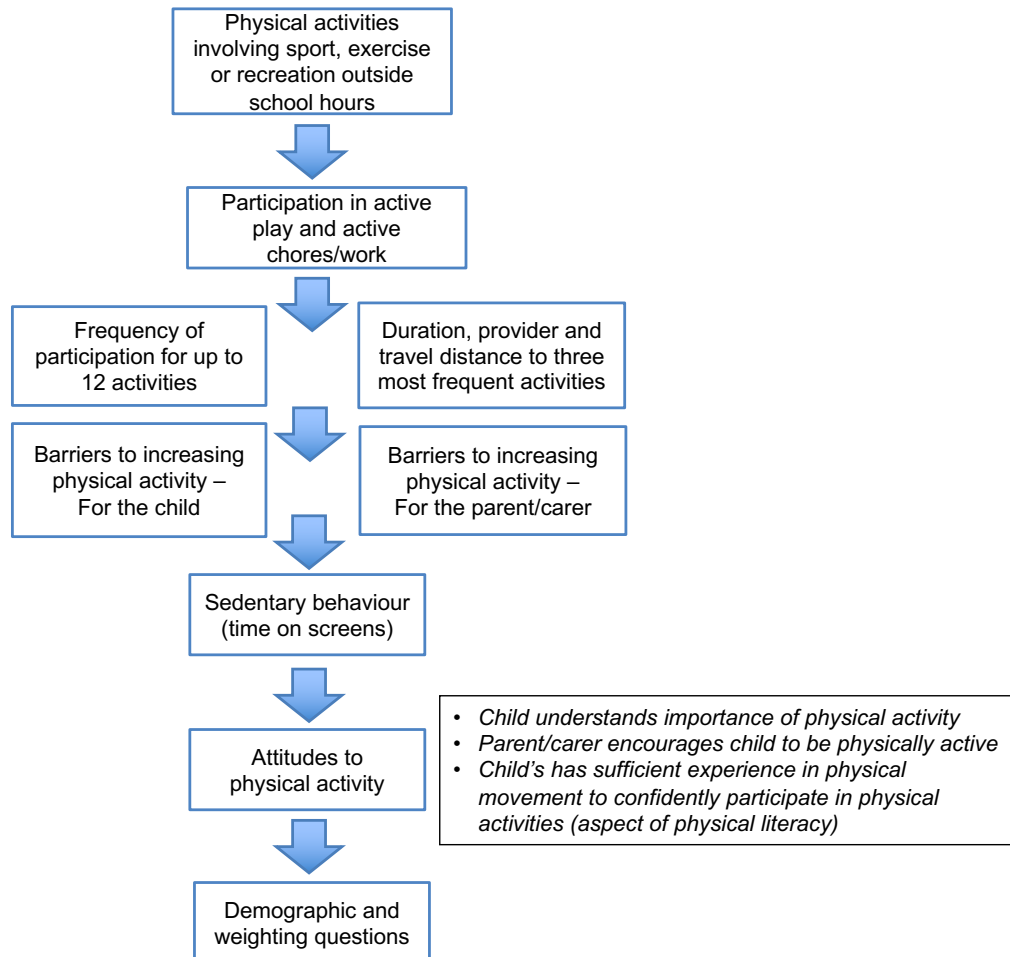 Physical activities
involving sport, exercise
or recreation outside
school hours
Participation in active
play and active
chores/work
Frequency of
participation for up to
12 activities
Duration, provider and
travel distance to three
most frequent activities
Barriers to increasing
physical activity –
For the child
Barriers to increasing
physical activity –
For the parent/carer
Sedentary behaviour
(time on screens)
Attitudes to
physical activity
• Child understands importance of physical activity
• Parent/carer encourages child to be physically active
• Child's has sufficient experience in physical
movement to confidently participate in physical
activities (aspect of physical literacy)
Demographic and
weighting questions